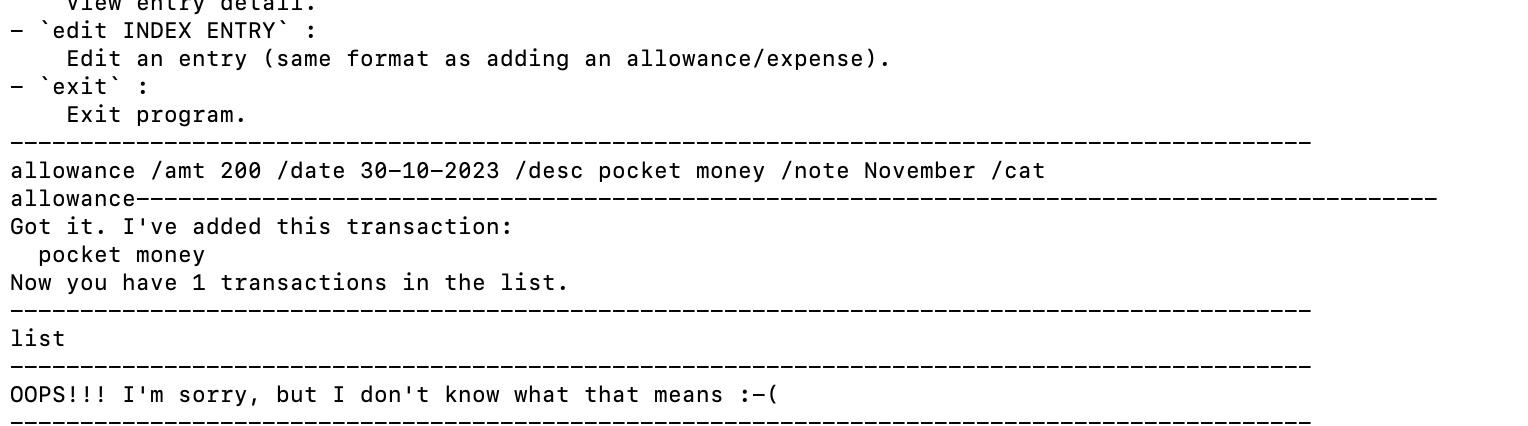 View entry detail.
- `edit INDEX ENTRY` :
Edit an entry (same format as adding an allowance/expense).
- `exit` :
Exit program.
--------------------------------------------------------------------------------------------
allowance /amt 200 /date 30-10-2023 /desc pocket money /note November /cat
allowance--------------------------------------------------------------------------------------------
Got it. I've added this transaction:
pocket money
Now you have 1 transactions in the list.
--------------------------------------------------------------------------------------------
list
--------------------------------------------------------------------------------------------
OOPS!!! I'm sorry, but I don't know what that means :-(
--------------------------------------------------------------------------------------------